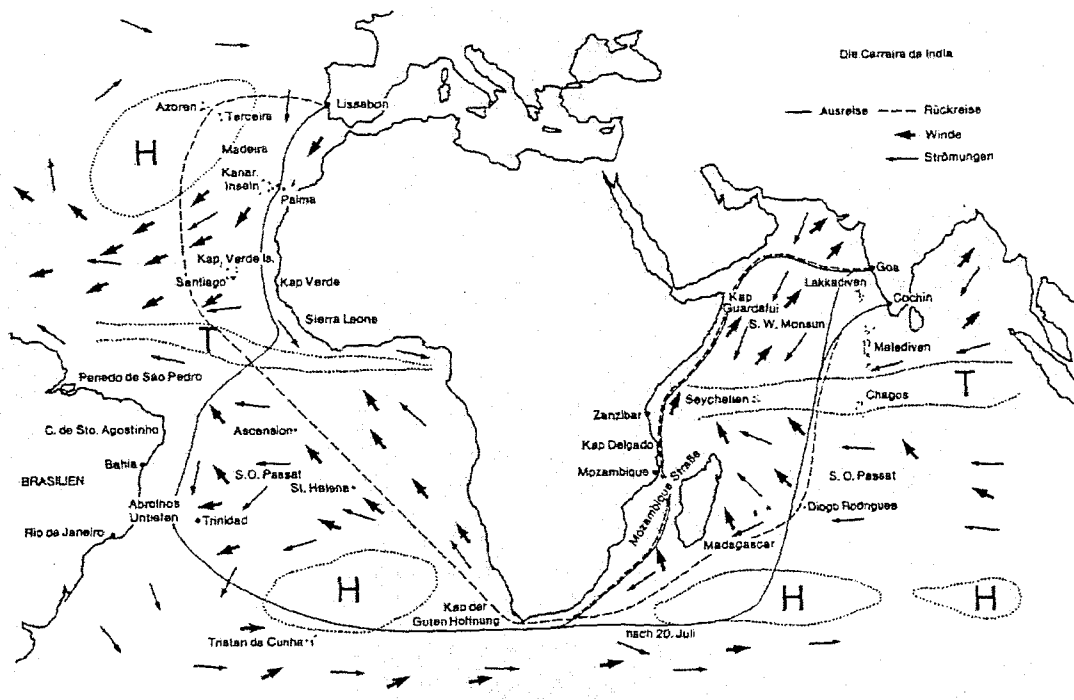 Die Carreira da India
Ausreise
Rückreise
Winde
Strömungen
Azoren
Terceira
Lissabon
H
Madeira
Kanar.
Inseln
Palma
Kap. Verde Is.
Santiago
Kap Verde
Sierra Leone
T
Penedo de São Pedro
C. de Sto. Agostinho
Ascension
Bahia
S.O. Passat
St. Helena
BRASILIEN
Abrolhos
Untiefen
Trinidad
Rio de Janeiro
H
Kap der
Guten Hoffnung
Tristan da Cunha
Goa
Lakkadiven
Cochin
Kap
Guardafui
S.W. Monsun
Malediven
T
Seychellen
Chagos
Zanzibar
Kap Delgado
Mozambique
Mozambique Straße
S.O. Passat
Diogo Rodrigues
Madagascar
H
H
nach 20. Juli